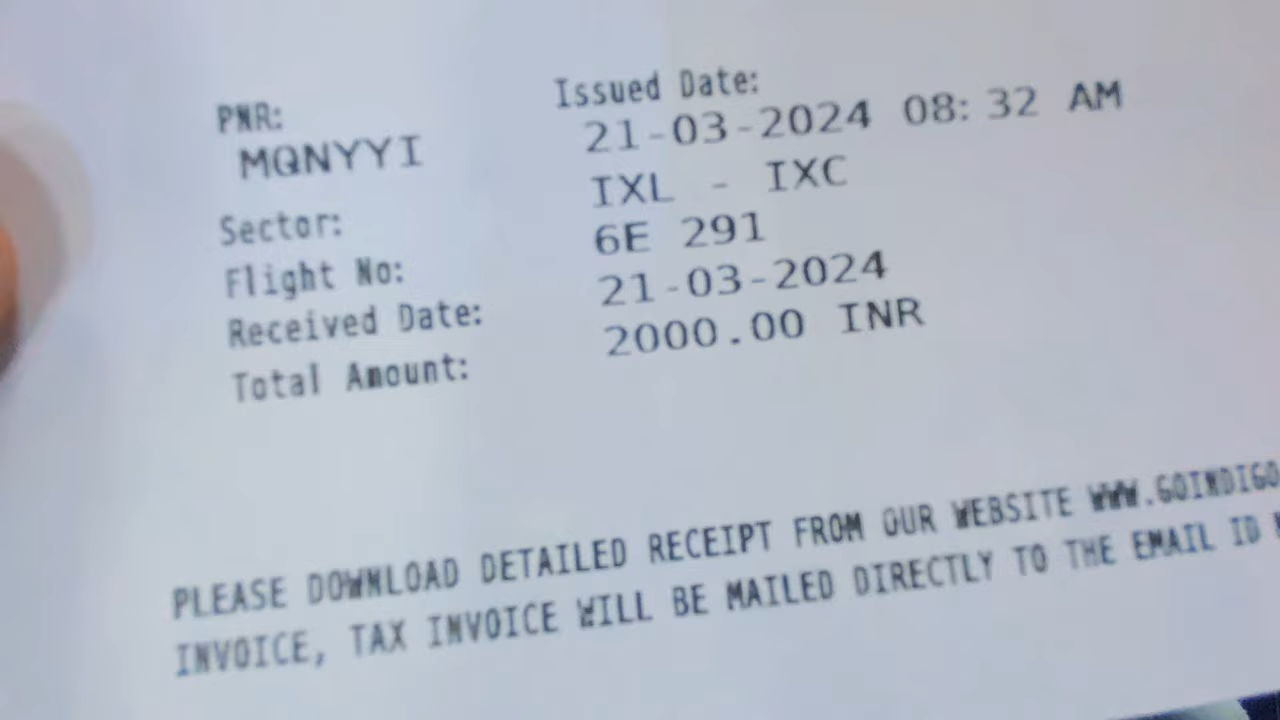 PNR: Issued Date:
MQNYYI 21-03-2024 08:32 AM
Sector: IXL - IXC
Flight No: 6E 291
Received Date: 21-03-2024
Total Amount: 2000.00 INR
PLEASE DOWNLOAD DETAILED RECEIPT FROM OUR WEBSITE WWW.GOINDIGO
INVOICE, TAX INVOICE WILL BE MAILED DIRECTLY TO THE EMAIL ID